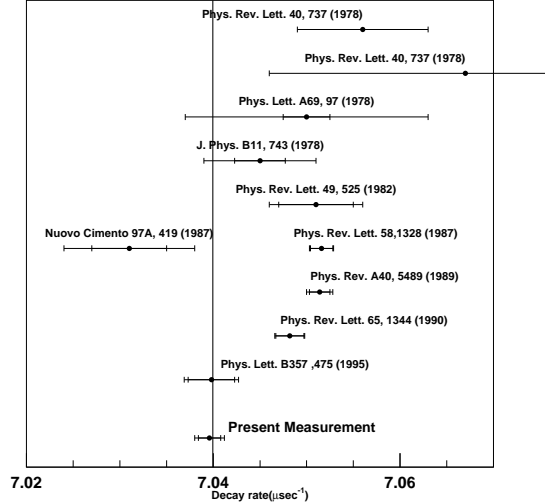 Phys. Rev. Lett. 40, 737 (1978)
Phys. Rev. Lett. 40, 737 (1978)
Phys. Lett. A69, 97 (1978)
J. Phys. B11, 743 (1978)
Phys. Rev. Lett. 49, 525 (1982)
Nuovo Cimento 97A, 419 (1987)
Phys. Rev. Lett. 58,1328 (1987)
Phys. Rev. A40, 5489 (1989)
Phys. Rev. Lett. 65, 1344 (1990)
Phys. Lett. B357 ,475 (1995)
Present Measurement
7.02 7.04 7.06
Decay rate(μsec⁻¹)